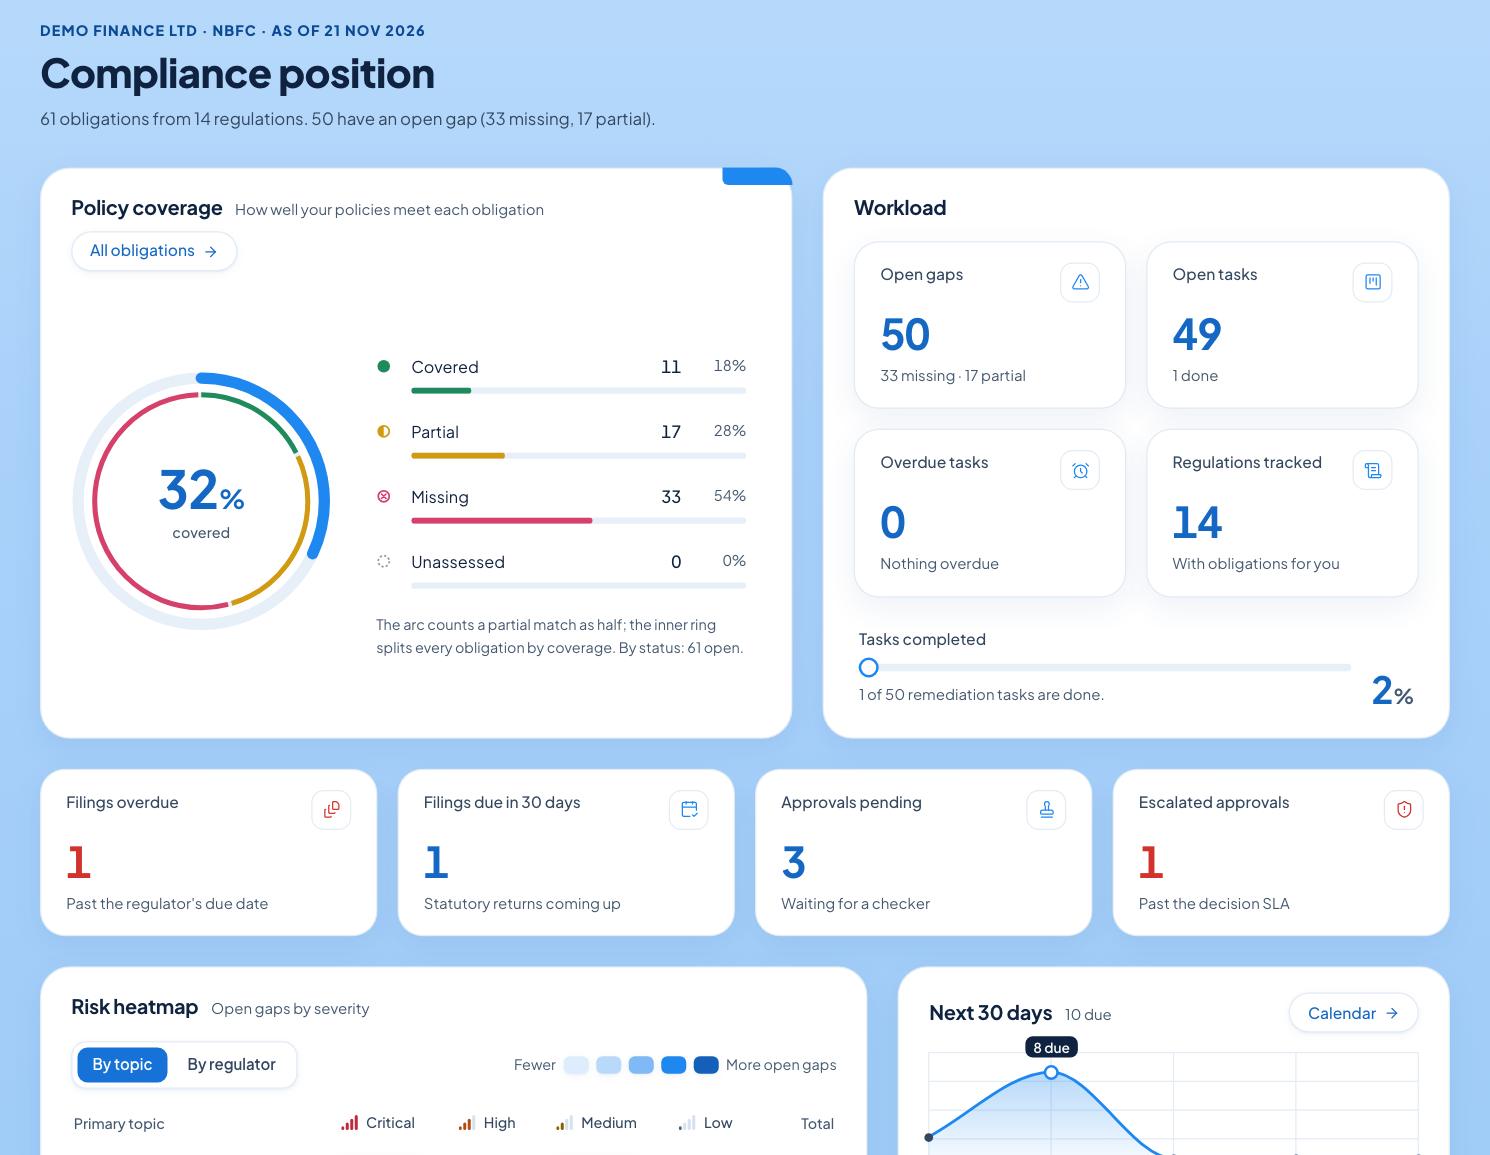 DEMO FINANCE LTD · NBFC · AS OF 21 NOV 2026
Compliance position
61 obligations from 14 regulations. 50 have an open gap (33 missing, 17 partial).
Policy coverage How well your policies meet each obligation
All obligations →
32%
covered
Covered 11 18%
Partial 17 28%
Missing 33 54%
Unassessed 0 0%
The arc counts a partial match as half; the inner ring
splits every obligation by coverage. By status: 61 open.
Workload
Open gaps
50
33 missing · 17 partial
Open tasks
49
1 done
Overdue tasks
0
Nothing overdue
Regulations tracked
14
With obligations for you
Tasks completed
1 of 50 remediation tasks are done.
2%
Filings overdue
1
Past the regulator's due date
Filings due in 30 days
1
Statutory returns coming up
Approvals pending
3
Waiting for a checker
Escalated approvals
1
Past the decision SLA
Risk heatmap Open gaps by severity
By topic By regulator
Fewer More open gaps
Primary topic Critical High Medium Low Total
Next 30 days 10 due
Calendar →
8 due